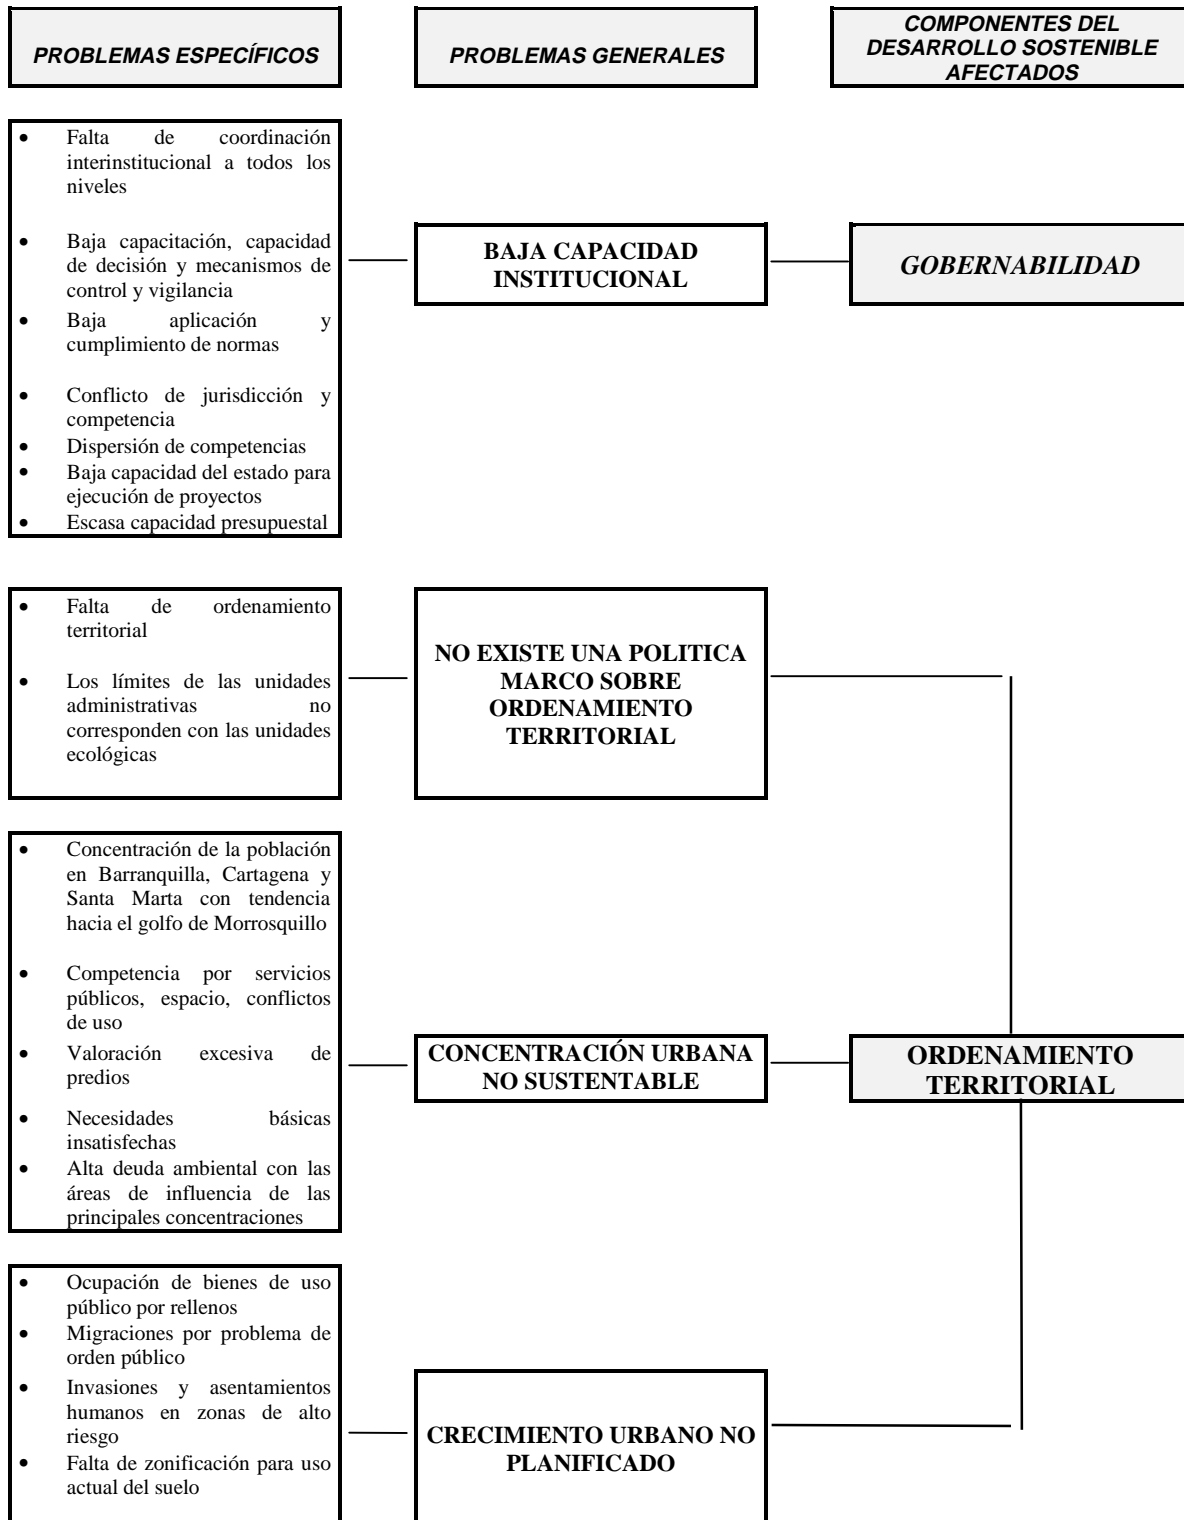 PROBLEMAS ESPECÍFICOS
PROBLEMAS GENERALES
COMPONENTES DEL
DESARROLLO SOSTENIBLE
AFECTADOS
• Falta de coordinación
interinstitucional a todos los
niveles
• Baja capacitación, capacidad
de decisión y mecanismos de
control y vigilancia
• Baja aplicación y
cumplimiento de normas
• Conflicto de jurisdicción y
competencia
• Dispersión de competencias
• Baja capacidad del estado para
ejecución de proyectos
• Escasa capacidad presupuestal
BAJA CAPACIDAD
INSTITUCIONAL
GOBERNABILIDAD
• Falta de ordenamiento
territorial
• Los límites de las unidades
administrativas no
corresponden con las unidades
ecológicas
NO EXISTE UNA POLITICA
MARCO SOBRE
ORDENAMIENTO
TERRITORIAL
• Concentración de la población
en Barranquilla, Cartagena y
Santa Marta con tendencia
hacia el golfo de Morrosquillo
• Competencia por servicios
públicos, espacio, conflictos
de uso
• Valoración excesiva de
predios
• Necesidades básicas
insatisfechas
• Alta deuda ambiental con las
áreas de influencia de las
principales concentraciones
CONCENTRACIÓN URBANA
NO SUSTENTABLE
ORDENAMIENTO
TERRITORIAL
• Ocupación de bienes de uso
público por rellenos
• Migraciones por problema de
orden público
• Invasiones y asentamientos
humanos en zonas de alto
riesgo
• Falta de zonificación para uso
actual del suelo
CRECIMIENTO URBANO NO
PLANIFICADO